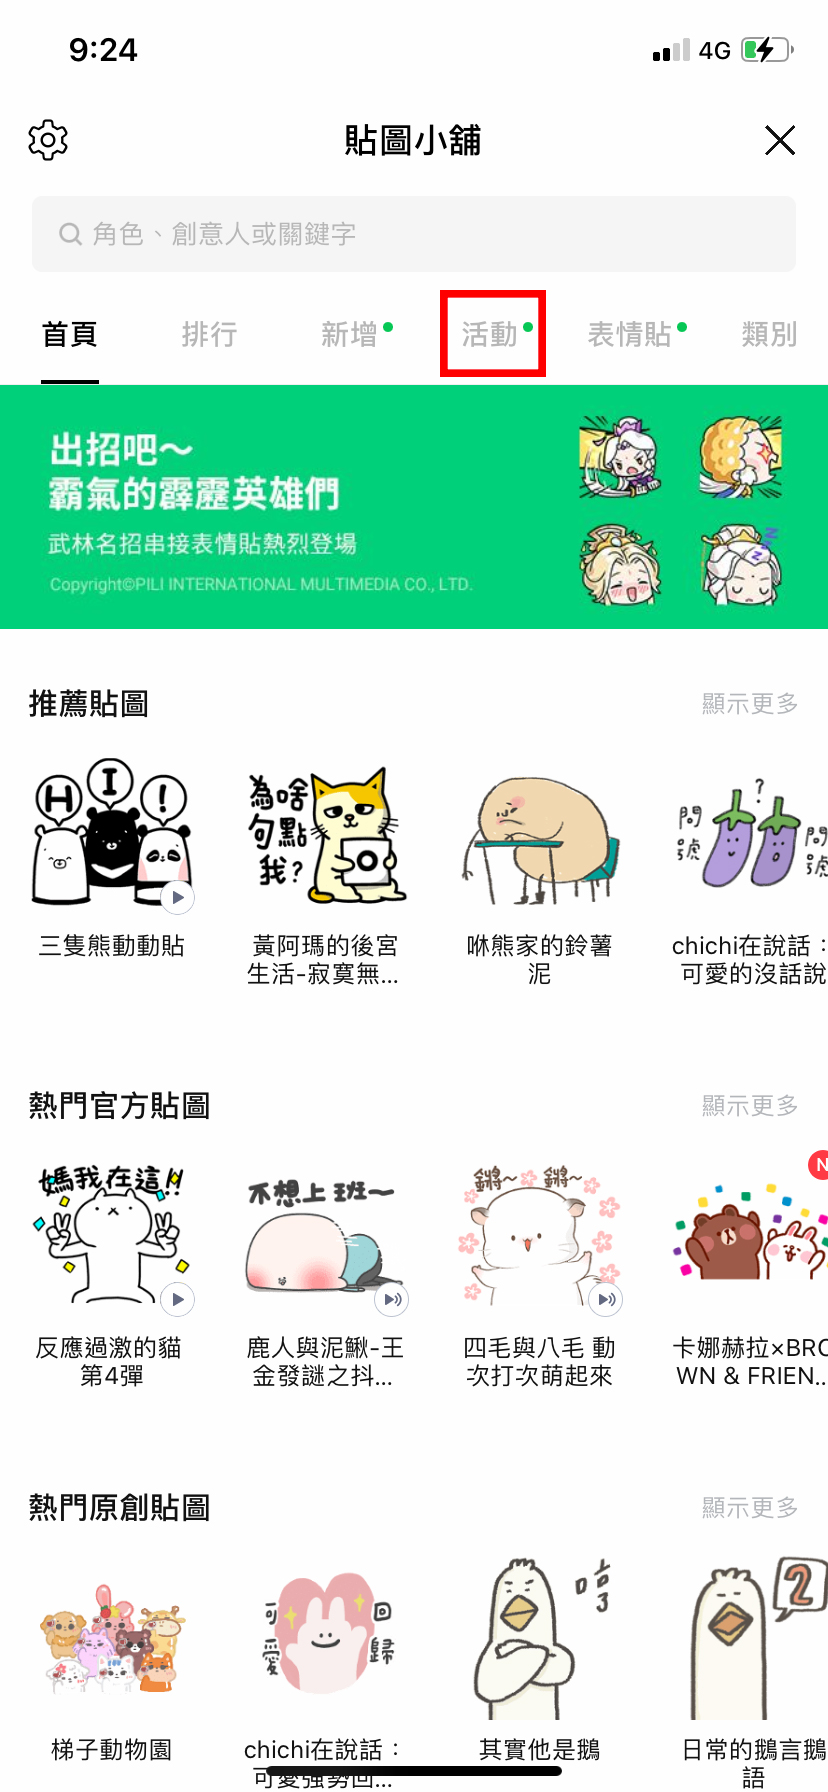 9:24
4G
貼圖小舖
角色、創意人或關鍵字
首頁 排行 新增 活動 表情貼 類別
出招吧～
霸氣的霹靂英雄們
武林名招串接表情貼熱烈登場
Copyright©PILI INTERNATIONAL MULTIMEDIA CO., LTD.
推薦貼圖 顯示更多
H I !
為啥
句點
我?
?
問號
問號
三隻熊動動貼
黃阿瑪的後宮
生活-寂寞無...
咻熊家的鈴薯
泥
chichi在說話：
可愛的沒話說
熱門官方貼圖 顯示更多
媽我在這!!
不想上班～
鏘～ 鏘～
N
反應過激的貓
第4彈
鹿人與泥鰍-王
金發謎之抖...
四毛與八毛 動
次打次萌起來
卡娜赫拉×BRO
WN & FRIEN...
熱門原創貼圖 顯示更多
可愛
回歸
哼
2
梯子動物園
chichi在說話：
可愛強勢回...
其實他是鵝
日常的鵝言鵝
語